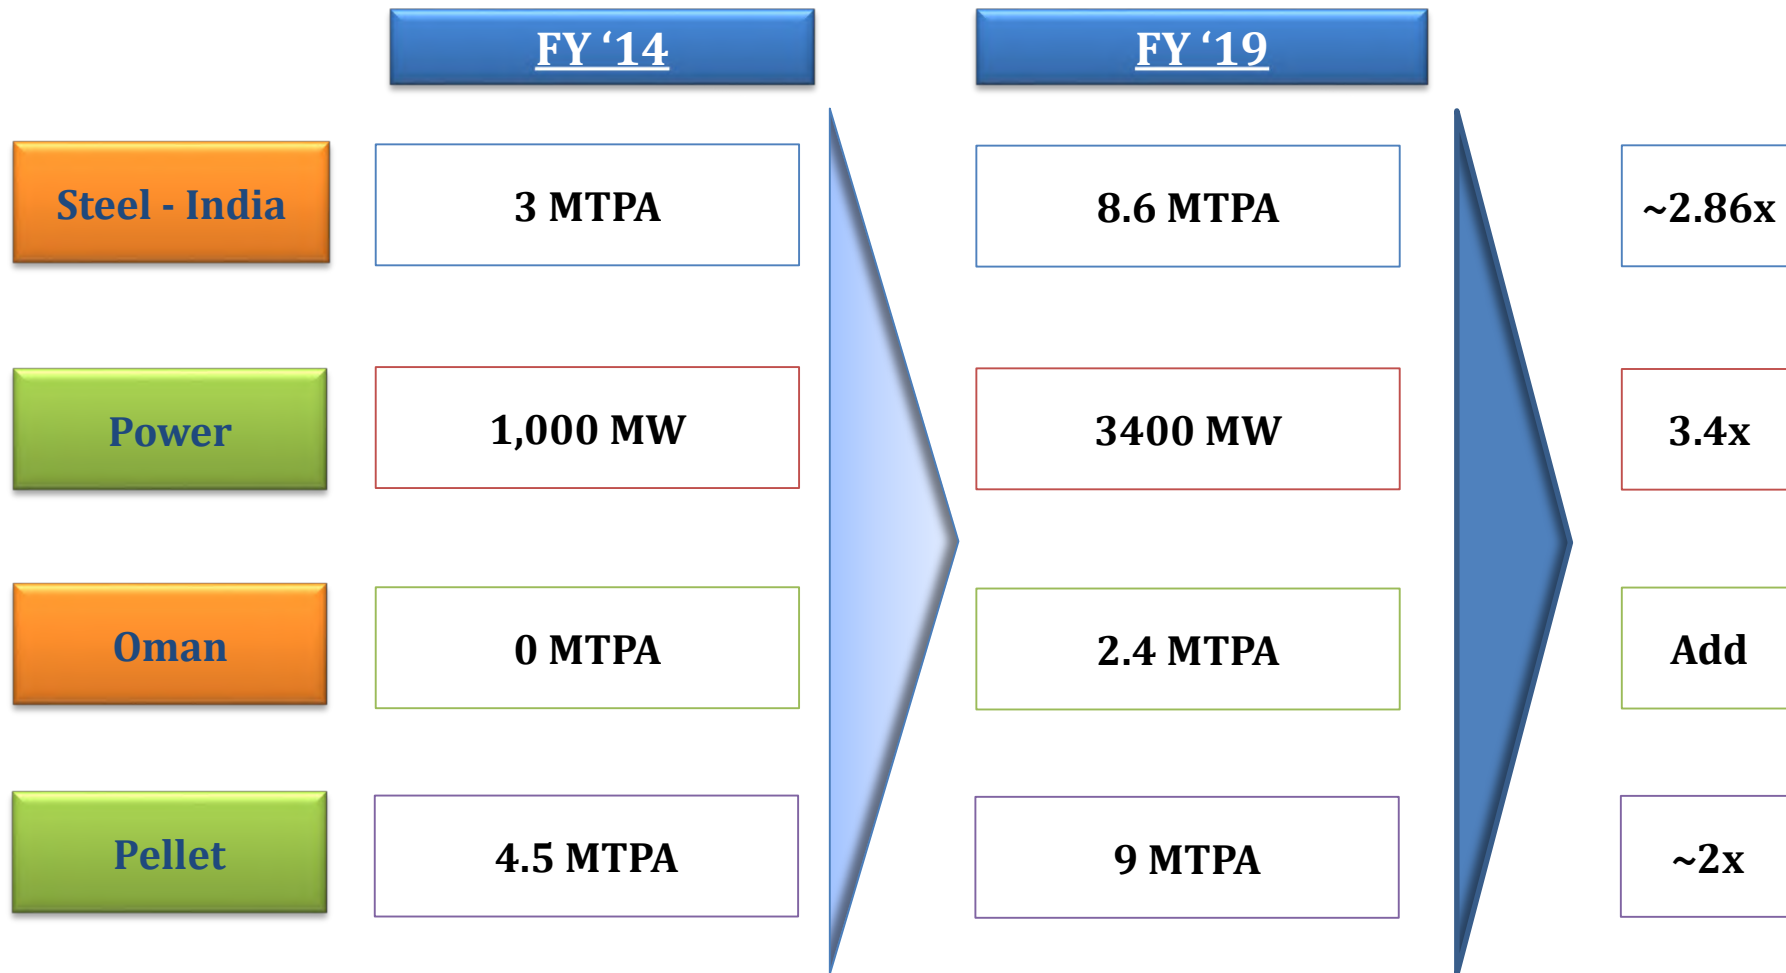 FY ‘14
FY ‘19
Steel - India
3 MTPA
8.6 MTPA
~2.86x
Power
1,000 MW
3400 MW
3.4x
Oman
0 MTPA
2.4 MTPA
Add
Pellet
4.5 MTPA
9 MTPA
~2x